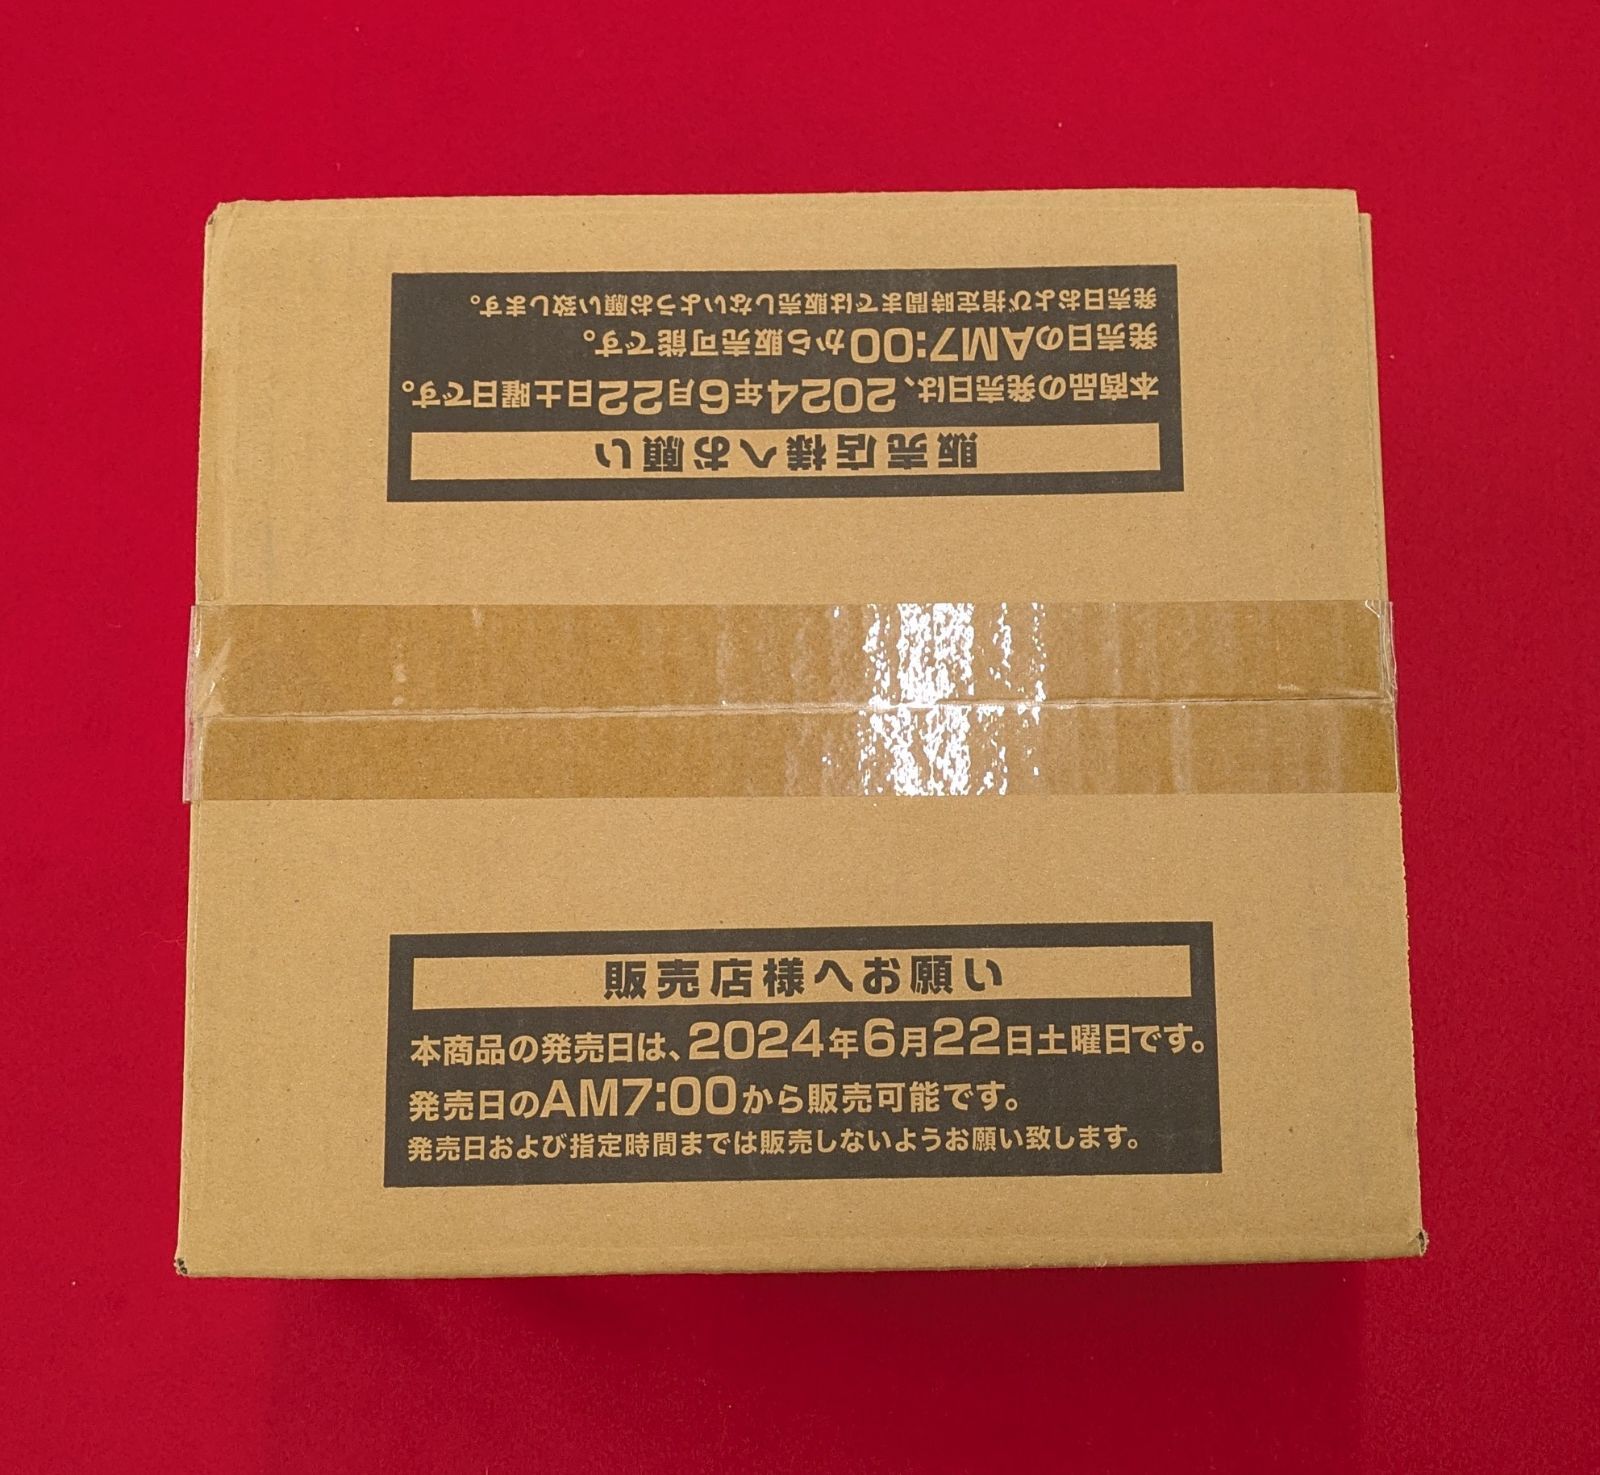 発売日および指定時間までは販売しないようお願い致します。
発売日のAM7:00から販売可能です。
本商品の発売日は、2024年6月22日土曜日です。
販売店様へお願い
販売店様へお願い
本商品の発売日は、2024年6月22日土曜日です。
発売日のAM7:00から販売可能です。
発売日および指定時間までは販売しないようお願い致します。